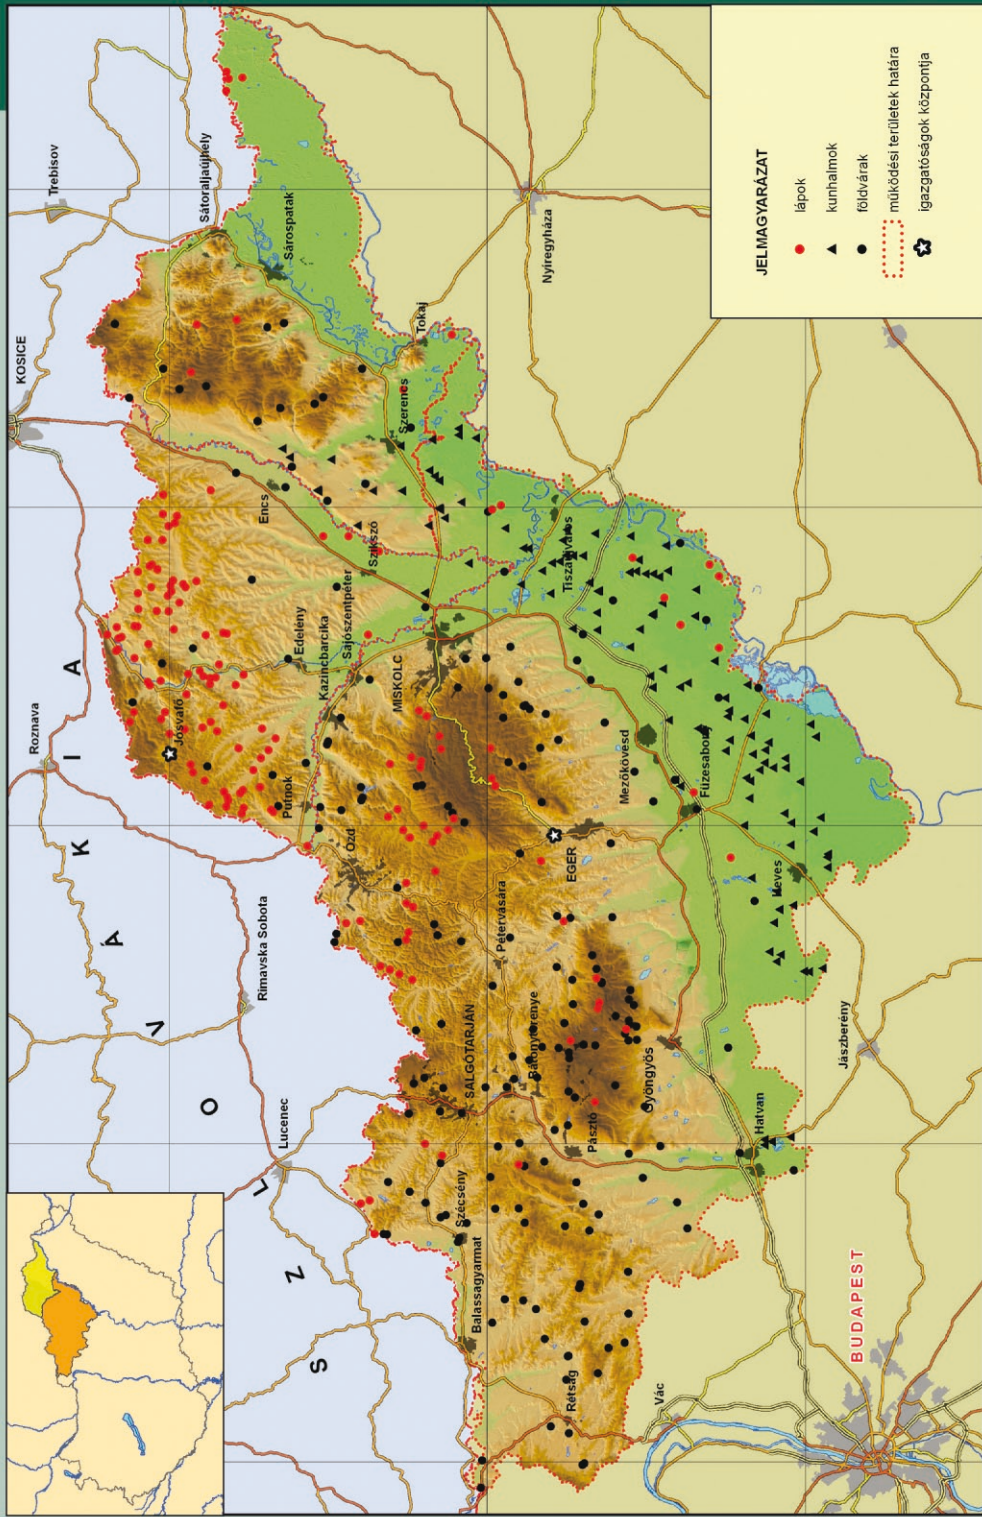 KOSICE
Trebisov
Roznava
Rimavska Sobota
Lucenec
S Z L O V Á K I A
Sátoraljaújhely
Sárospatak
Tokaj
Szerencs
Encs
Szikszó
Edelény
Kazincbarcika
Sajószentpéter
MISKOLC
Jósvafő
Putnok
Ózd
Nyíregyháza
Tiszaújváros
Mezőkövesd
Füzesabony
EGER
Heves
Pétervására
SALGÓTARJÁN
Bátonyterenye
Pásztó
Gyöngyös
Hatvan
Jászberény
Szécsény
Balassagyarmat
Rétság
Vác
BUDAPEST
JELMAGYARÁZAT
lápok
kunhalmok
földvárak
működési területek határa
igazgatóságok központja